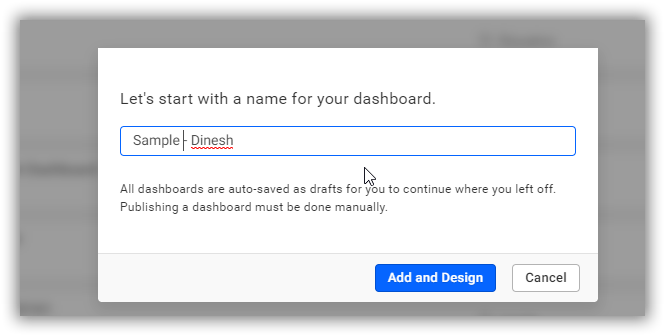 Let's start with a name for your dashboard.
Sample - Dinesh
All dashboards are auto-saved as drafts for you to continue where you left off.
Publishing a dashboard must be done manually.
Add and Design
Cancel